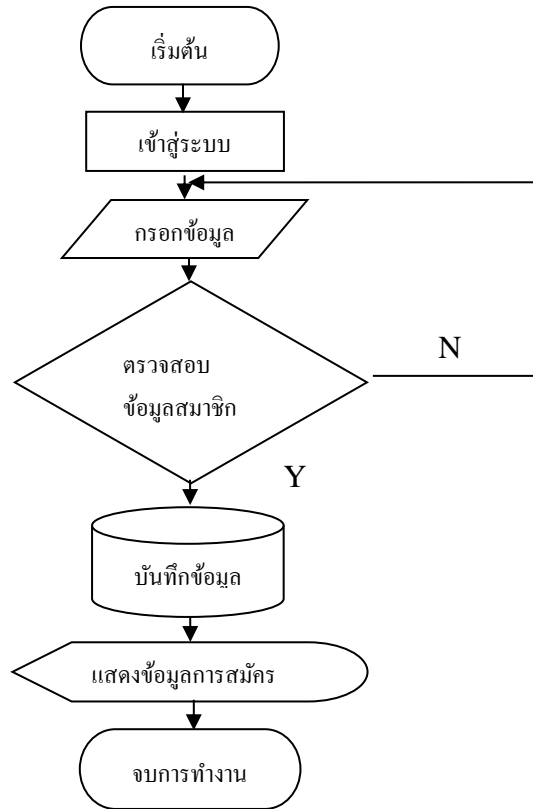 เริ่มต้น
เข้าสู่ระบบ
กรอกข้อมูล
ตรวจสอบ
ข้อมูลสมาชิก
N
Y
บันทึกข้อมูล
แสดงข้อมูลการสมัคร
จบการทำงาน